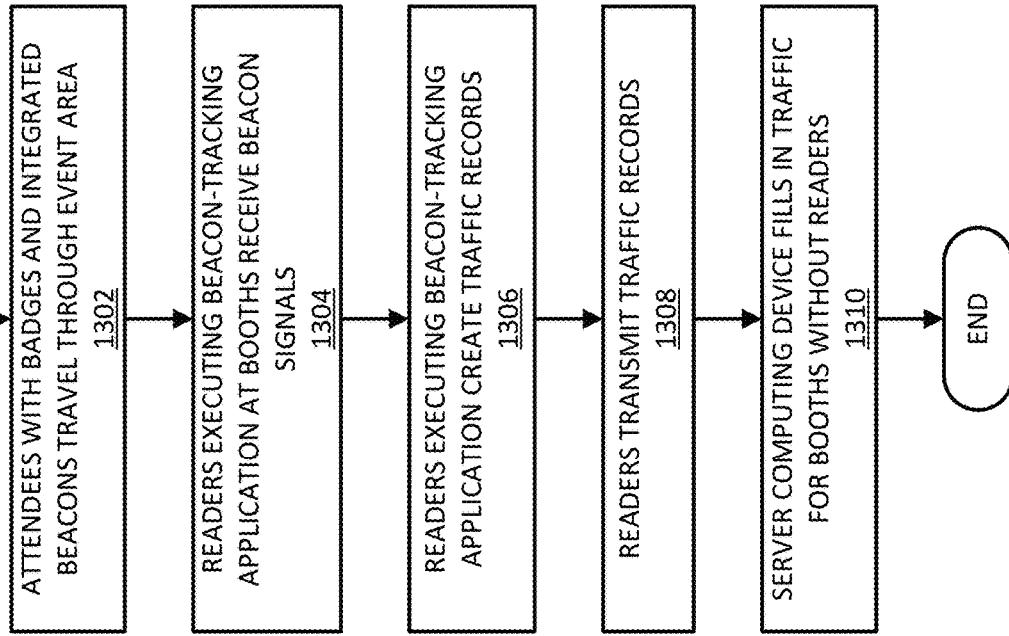 ATTENDEES WITH BADGES AND INTEGRATED
BEACONS TRAVEL THROUGH EVENT AREA
1302
READERS EXECUTING BEACON-TRACKING
APPLICATION AT BOOTHS RECEIVE BEACON
SIGNALS
1304
READERS EXECUTING BEACON-TRACKING
APPLICATION CREATE TRAFFIC RECORDS
1306
READERS TRANSMIT TRAFFIC RECORDS
1308
SERVER COMPUTING DEVICE FILLS IN TRAFFIC
FOR BOOTHS WITHOUT READERS
1310
END